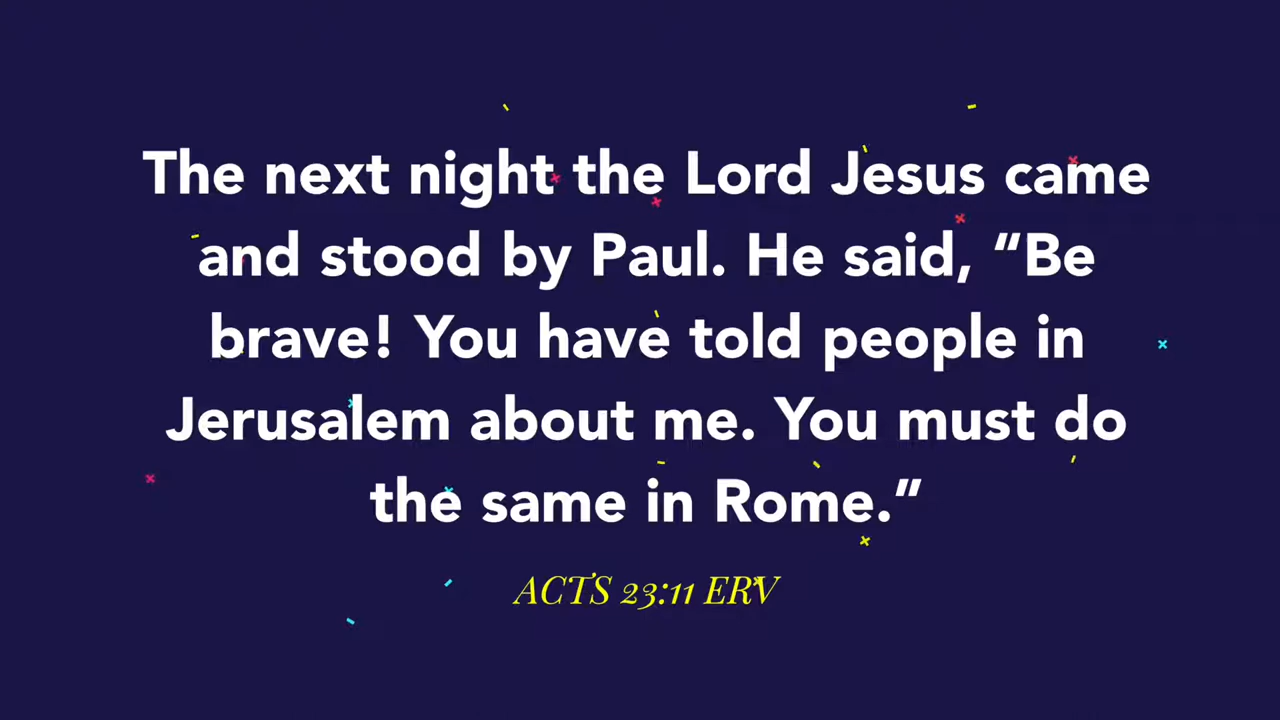 The next night the Lord Jesus came
and stood by Paul. He said, “Be
brave! You have told people in
Jerusalem about me. You must do
the same in Rome.”
ACTS 23:11 ERV